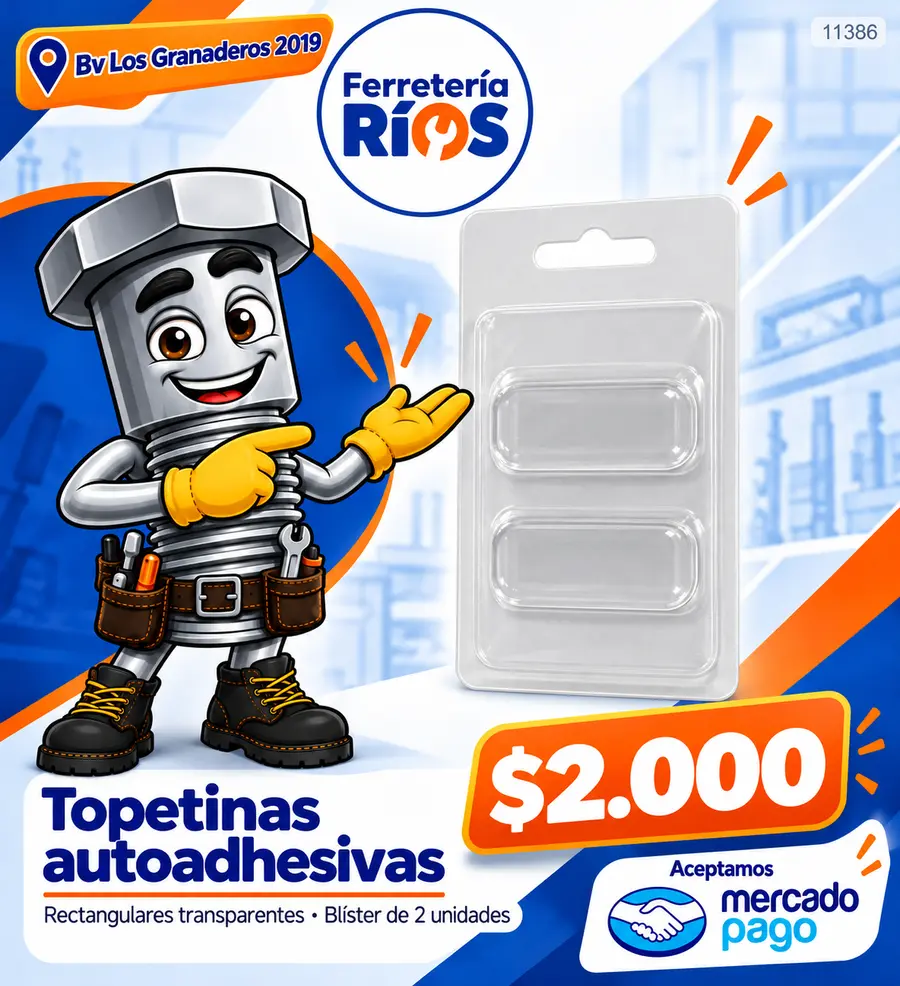 Bv Los Granaderos 2019
Ferretería
RÍOS
11386
$2.000
Topetinas
autoadhesivas
Rectangulares transparentes • Blíster de 2 unidades
Aceptamos
mercado
pago